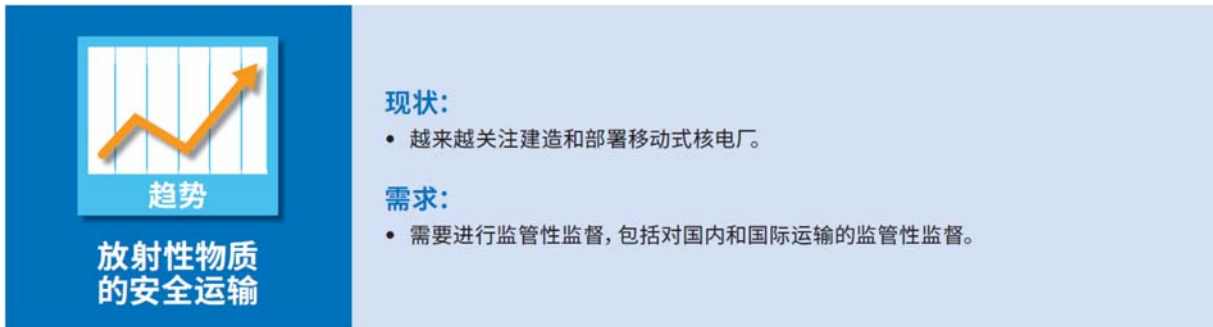 趋势
放射性物质
的安全运输
现状：
• 越来越关注建造和部署移动式核电厂。
需求：
• 需要进行监管性监督，包括对国内和国际运输的监管性监督。